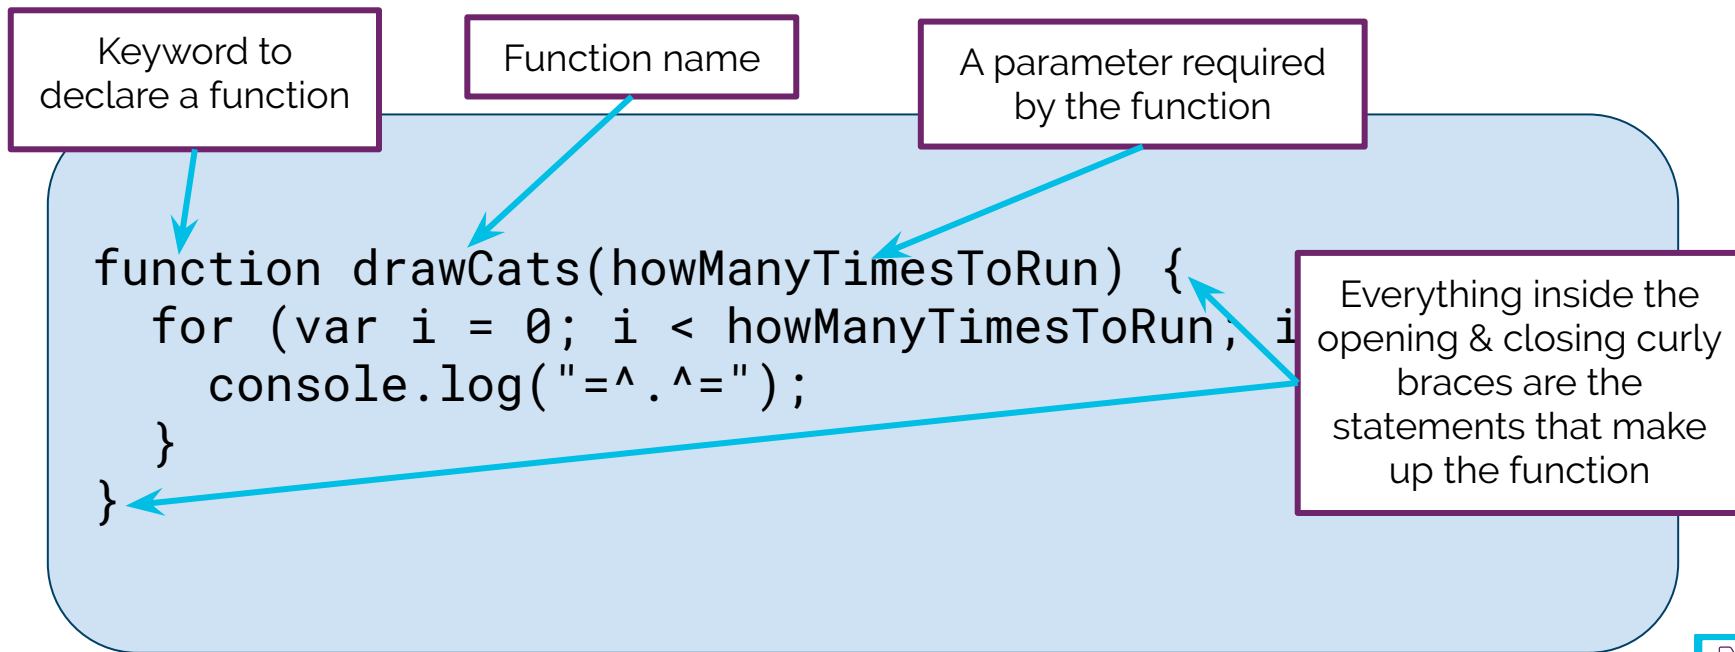 Keyword to
declare a function
Function name
A parameter required
by the function
function drawCats(howManyTimesToRun) {
for (var i = 0; i < howManyTimesToRun; i
console.log("=^.^=");
}
}
Everything inside the
opening & closing curly
braces are the
statements that make
up the function